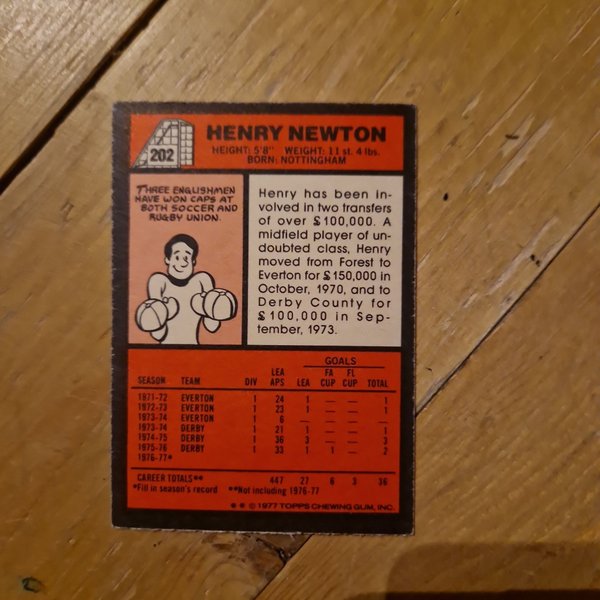 202
HENRY NEWTON
HEIGHT: 5'8" WEIGHT: 11 st. 4 lbs.
BORN: NOTTINGHAM
THREE ENGLISHMEN
HAVE WON CAPS AT
BOTH SOCCER AND
RUGBY UNION.
Henry has been in-
volved in two transfers
of over £100,000. A
midfield player of un-
doubted class, Henry
moved from Forest to
Everton for £150,000 in
October, 1970, and to
Derby County for
£100,000 in Sep-
tember, 1973.
GOALS
LEA FA FL
SEASON TEAM DIV APS LEA CUP CUP TOTAL
1971-72 EVERTON 1 24 1 — — 1
1972-73 EVERTON 1 23 1 — — 1
1973-74 EVERTON 1 6 — — — —
1973-74 DERBY 1 21 1 — — 1
1974-75 DERBY 1 36 3 — — 3
1975-76 DERBY 1 33 1 1 — 2
1976-77*
CAREER TOTALS** 447 27 6 3 36
*Fill in season's record **Not including 1976-77
** © 1977 TOPPS CHEWING GUM, INC.